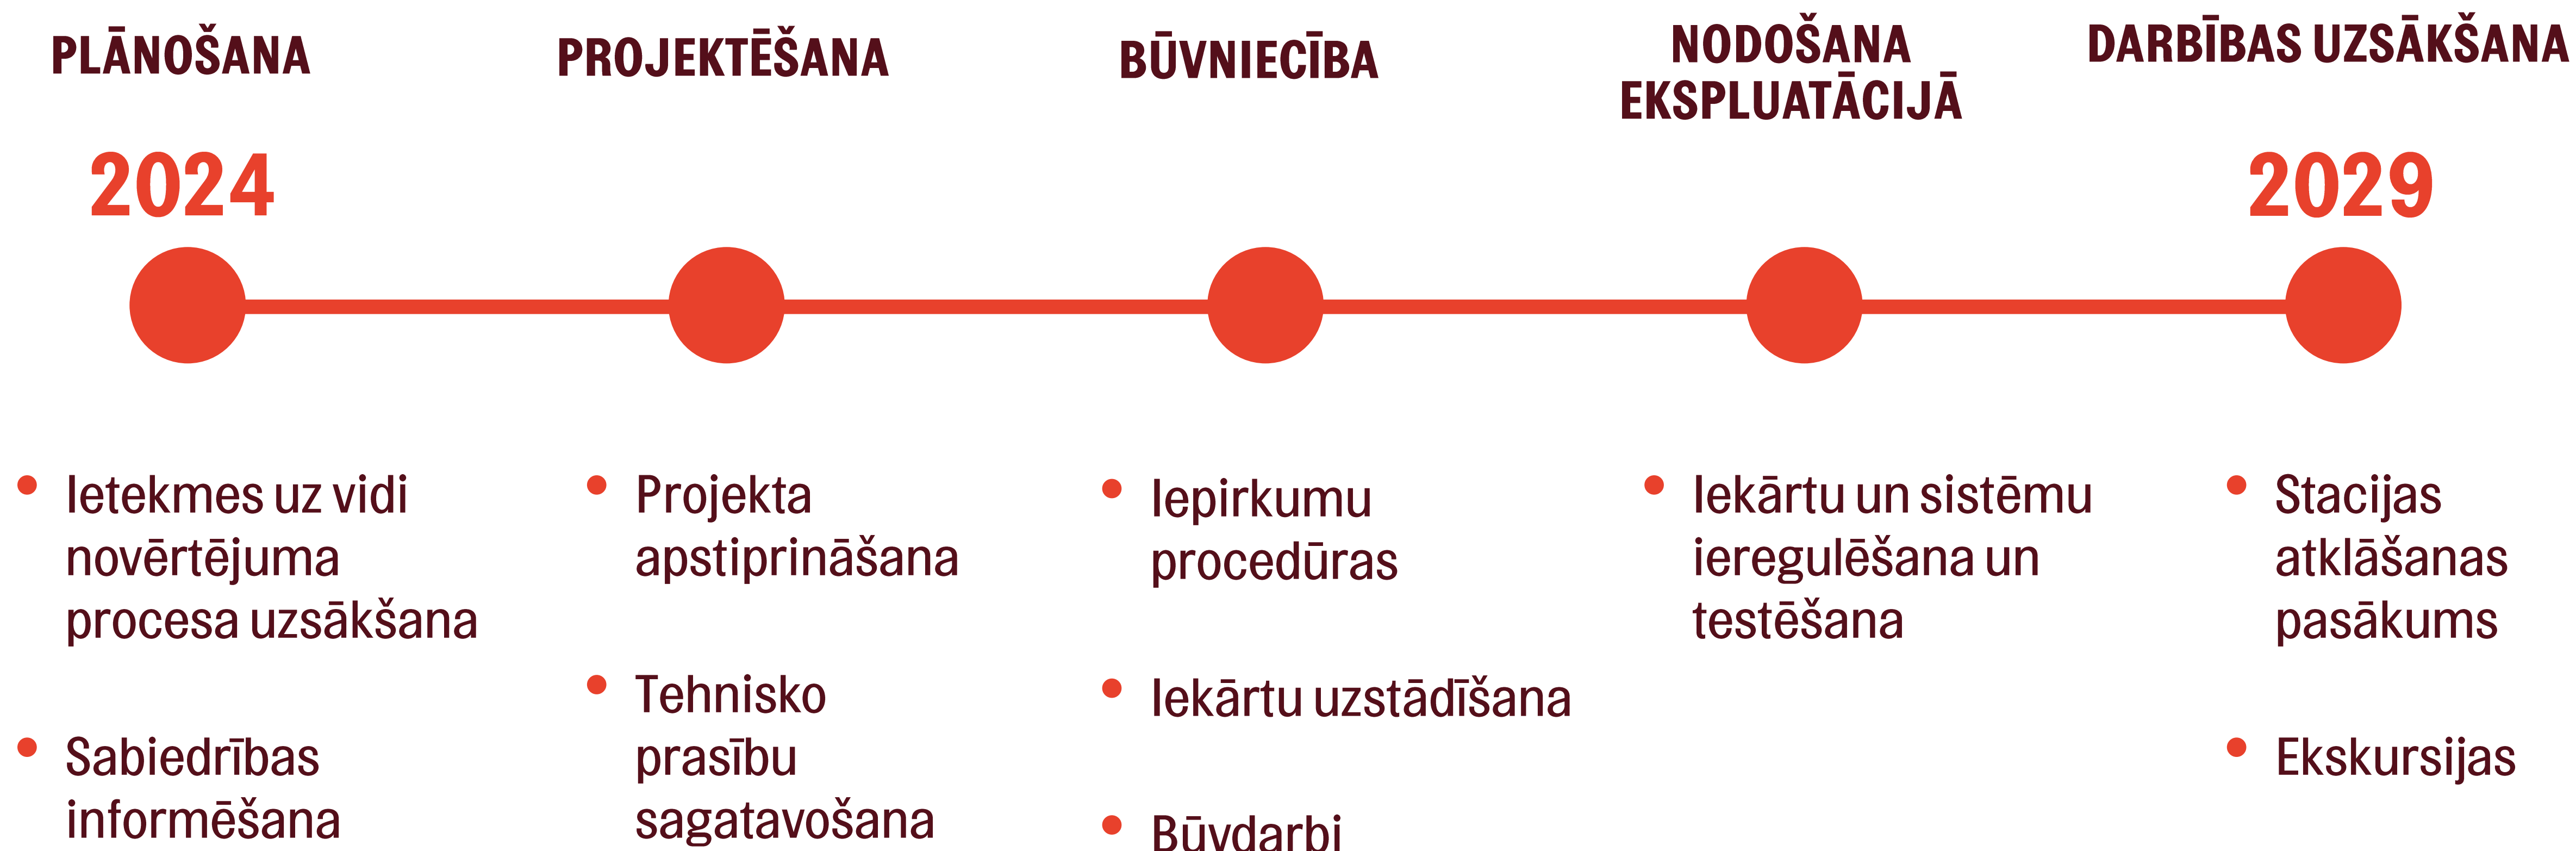 PLĀNOŠANA
2024
Ietekmes uz vidi
novērtējuma
procesa uzsākšana
Sabiedrības
informēšana
PROJEKTĒŠANA
Projekta
apstiprināšana
Tehnisko
prasību
sagatavošana
BŪVNIECĪBA
Iepirkumu
procedūras
Iekārtu uzstādīšana
Būvdarbi
NODOŠANA
EKSPLUATĀCIJĀ
Iekārtu un sistēmu
ieregulēšana un
testēšana
DARBĪBAS UZSĀKŠANA
2029
Stacijas
atklāšanas
pasākums
Ekskursijas